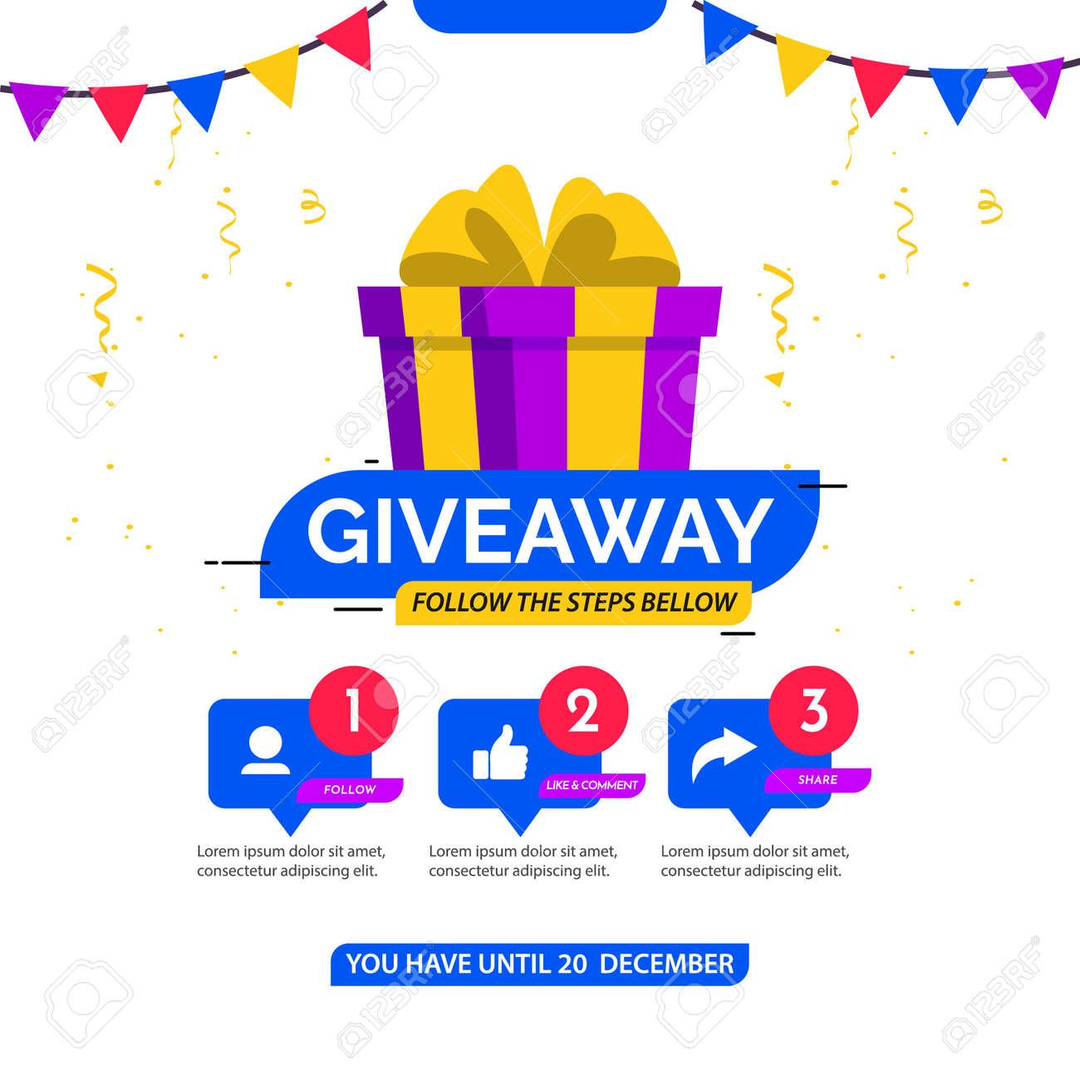 GIVEAWAY
FOLLOW THE STEPS BELLOW
1
2
3
FOLLOW
LIKE & COMMENT
SHARE
Lorem ipsum dolor sit amet,
consectetur adipiscing elit.
Lorem ipsum dolor sit amet,
consectetur adipiscing elit.
Lorem ipsum dolor sit amet,
consectetur adipiscing elit.
YOU HAVE UNTIL 20 DECEMBER
123RF